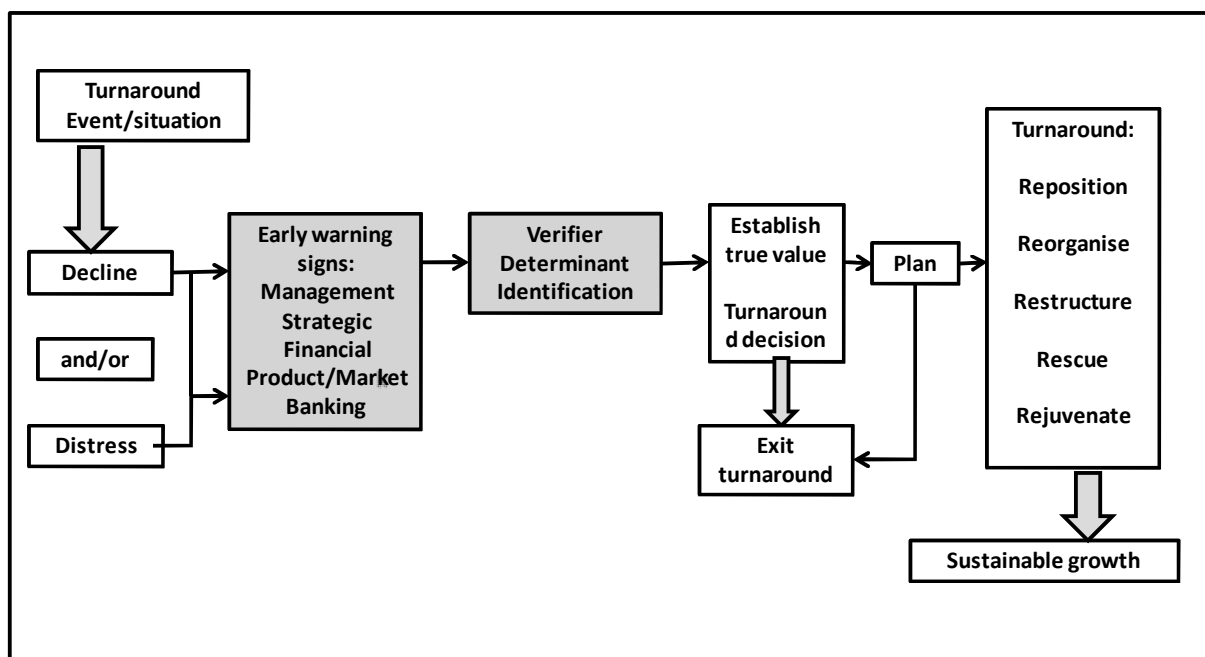 Turnaround
Event/situation
Decline
and/or
Distress
Early warning
signs:
Management
Strategic
Financial
Product/Market
Banking
Verifier
Determinant
Identification
Establish
true value
Turnaroun
d decision
Exit
turnaround
Plan
Turnaround:
Reposition
Reorganise
Restructure
Rescue
Rejuvenate
Sustainable growth